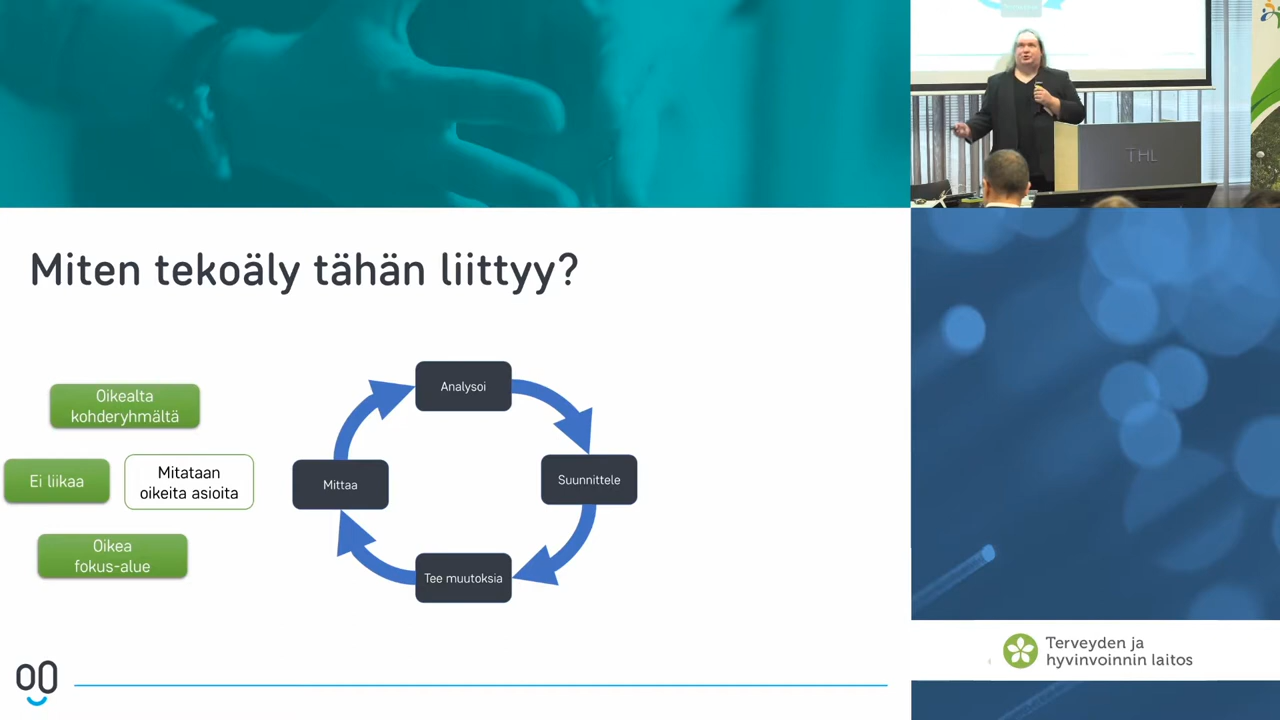 Miten tekoäly tähän liittyy?
Oikealta
kohderyhmältä
Ei liikaa
Mitataan
oikeita asioita
Oikea
fokus-alue
Analysoi
Mittaa
Suunnittele
Tee muutoksia
THL
Terveyden ja
hyvinvoinnin laitos